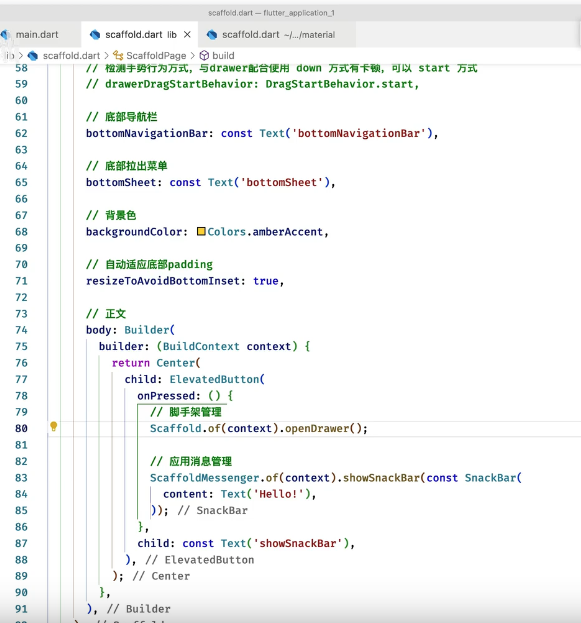 scaffold.dart — flutter_application_1
main.dart scaffold.dart lib × scaffold.dart ~/.../material
lib > scaffold.dart > ScaffoldPage > build
58 // 检测手势行为方式，与drawer配合使用 down 方式有卡顿，可以 start 方式
59 // drawerDragStartBehavior: DragStartBehavior.start,
60
61 // 底部导航栏
62 bottomNavigationBar: const Text('bottomNavigationBar'),
63
64 // 底部拉出菜单
65 bottomSheet: const Text('bottomSheet'),
66
67 // 背景色
68 backgroundColor: Colors.amberAccent,
69
70 // 自动适应底部padding
71 resizeToAvoidBottomInset: true,
72
73 // 正文
74 body: Builder(
75 builder: (BuildContext context) {
76 return Center(
77 child: ElevatedButton(
78 onPressed: () {
79 // 脚手架管理
80 Scaffold.of(context).openDrawer();
81
82 // 应用消息管理
83 ScaffoldMessenger.of(context).showSnackBar(const SnackBar(
84 content: Text('Hello!'),
85 )); // SnackBar
86 },
87 child: const Text('showSnackBar'),
88 ), // ElevatedButton
89 ); // Center
90 },
91 ), // Builder